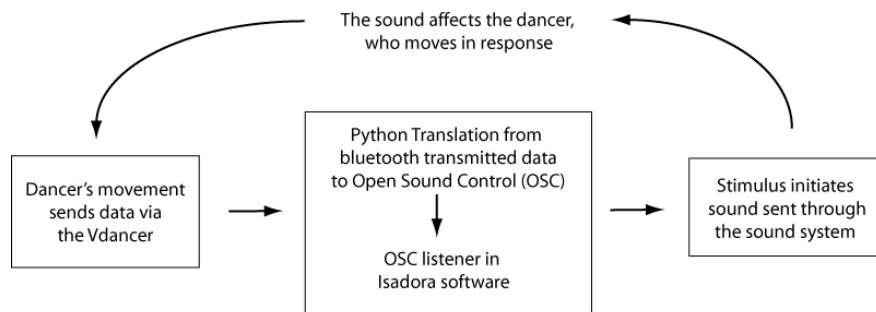 The sound affects the dancer,
who moves in response
Dancer’s movement
sends data via
the Vdancer
Python Translation from
bluetooth transmitted data
to Open Sound Control (OSC)
OSC listener in
Isadora software
Stimulus initiates
sound sent through
the sound system